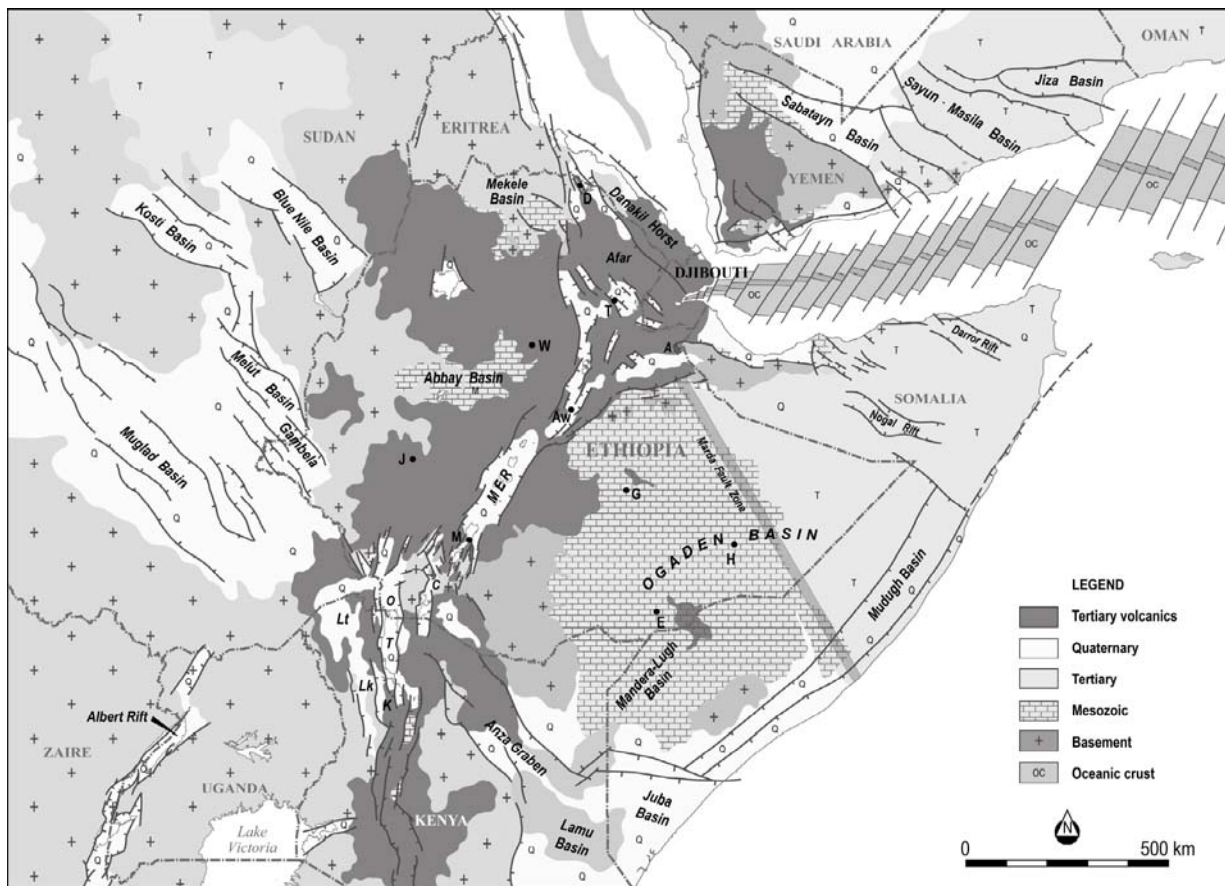 SAUDI ARABIA
OMAN
Jiza Basin
Sayun - Masila Basin
Sabatayn Basin
YEMEN
SUDAN
ERITREA
Mekele
Basin
Danakil Horst
D
Kosti Basin
Blue Nile Basin
Afar
DJIBOUTI
OC
OC
OC
T
W
A
Darror Rift
Melut Basin
Abbay Basin
M
SOMALIA
Nogal Rift
Gambela
Aw
Muglad Basin
ETHIOPIA
Marda Fault Zone
J
MER
G
M
OGADEN BASIN
H
C
O
E
Mudugh Basin
Lt
T
Mandera-Lugh
Basin
Lk
K
Albert Rift
Anza Graben
ZAIRE
L
UGANDA
Juba
Basin
KENYA
Lamu
Basin
Lake
Victoria
LEGEND
Tertiary volcanics
Q
Quaternary
T
Tertiary
Mesozoic
+
Basement
OC
Oceanic crust
N
0
500 km